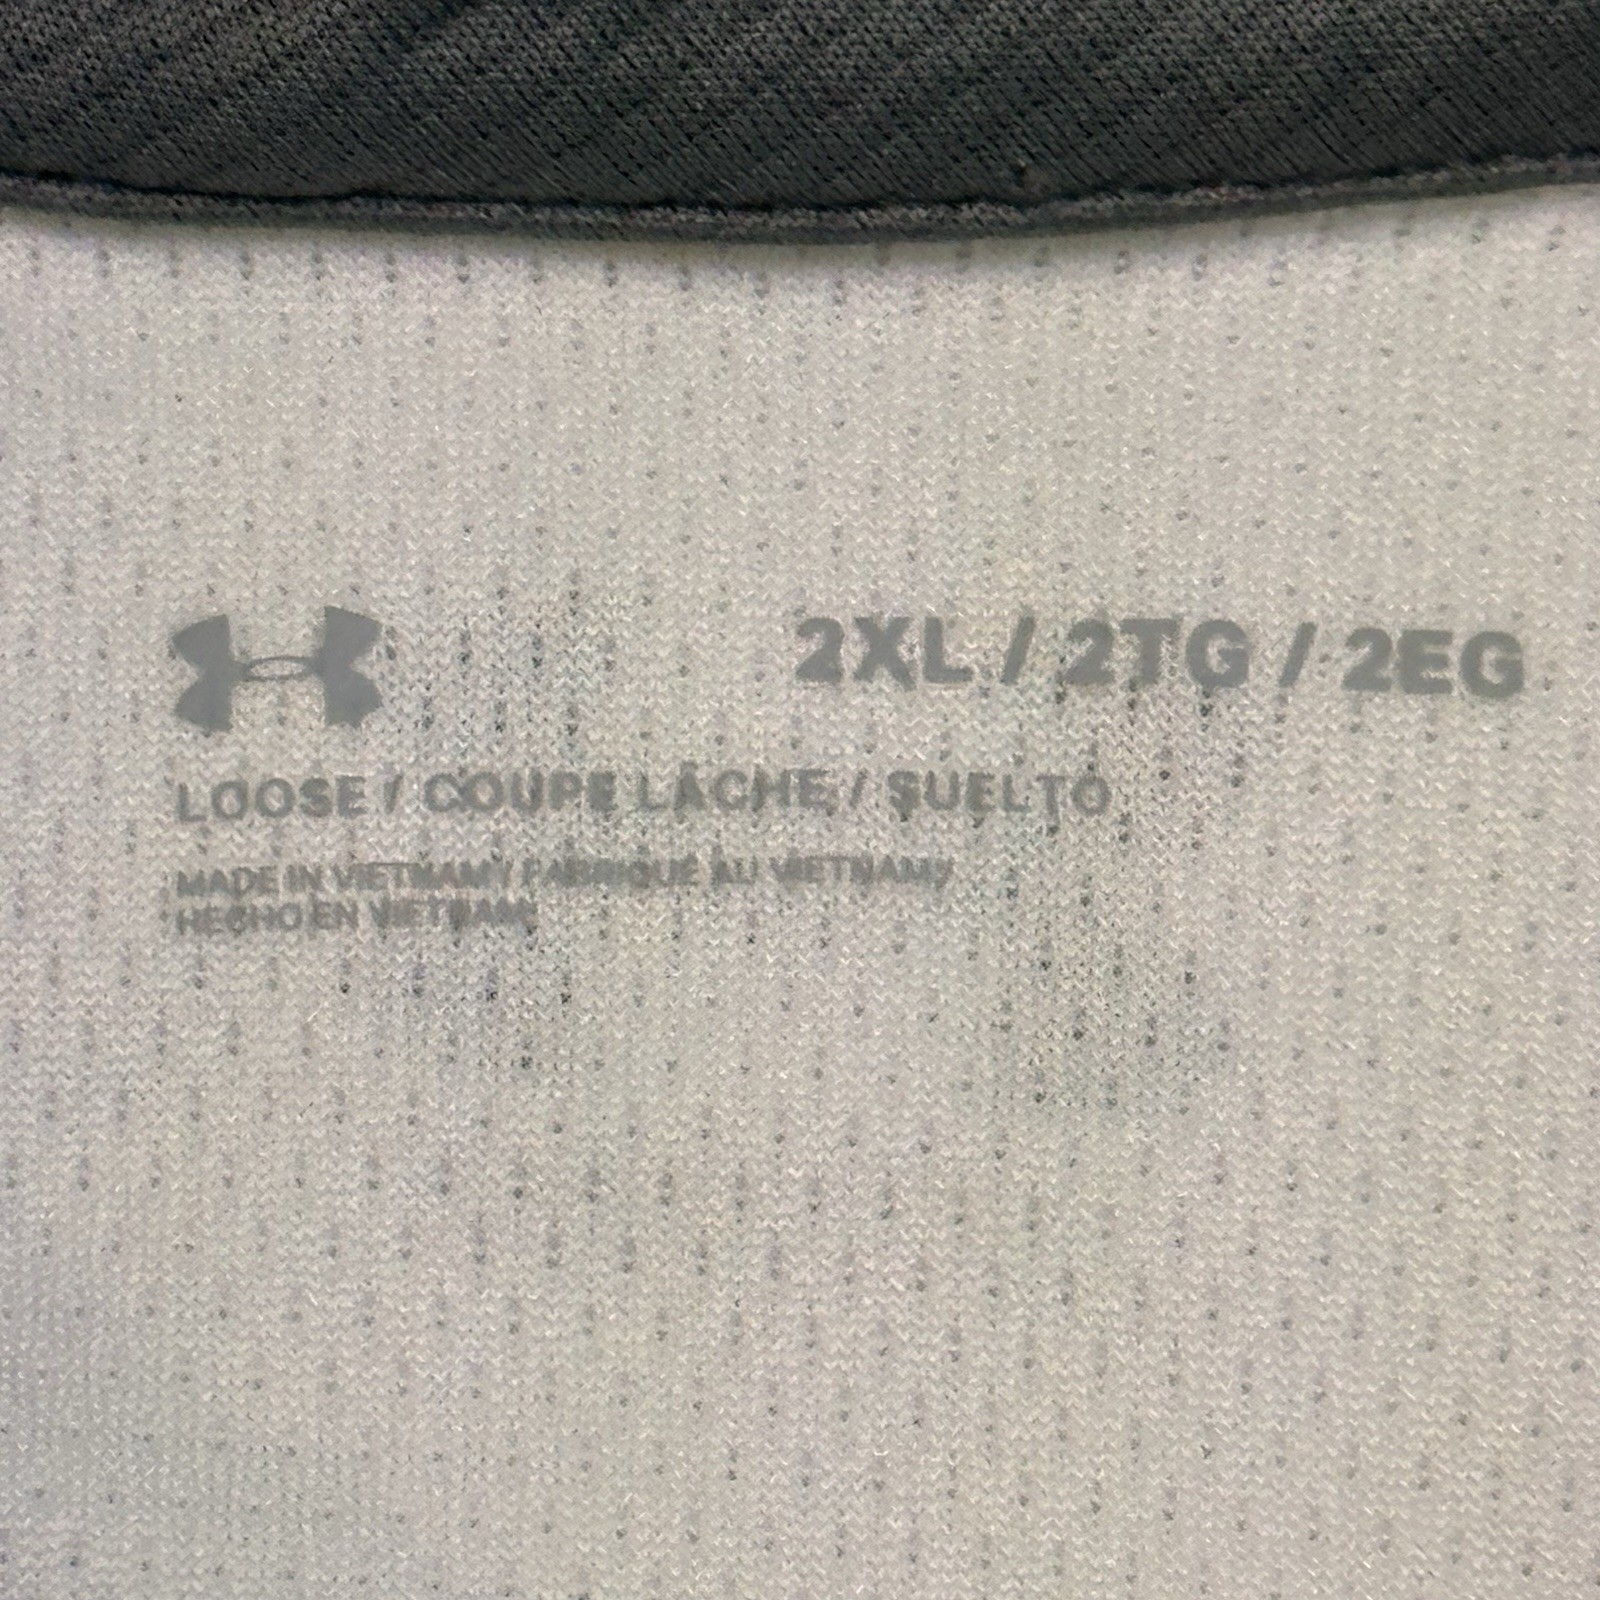 2XL / 2TG / 2EG
LOOSE / COUPE LÂCHE / SUELTO
MADE IN VIETNAM / FABRIQUÉ AU VIETNAM /
HECHO EN VIETNAM